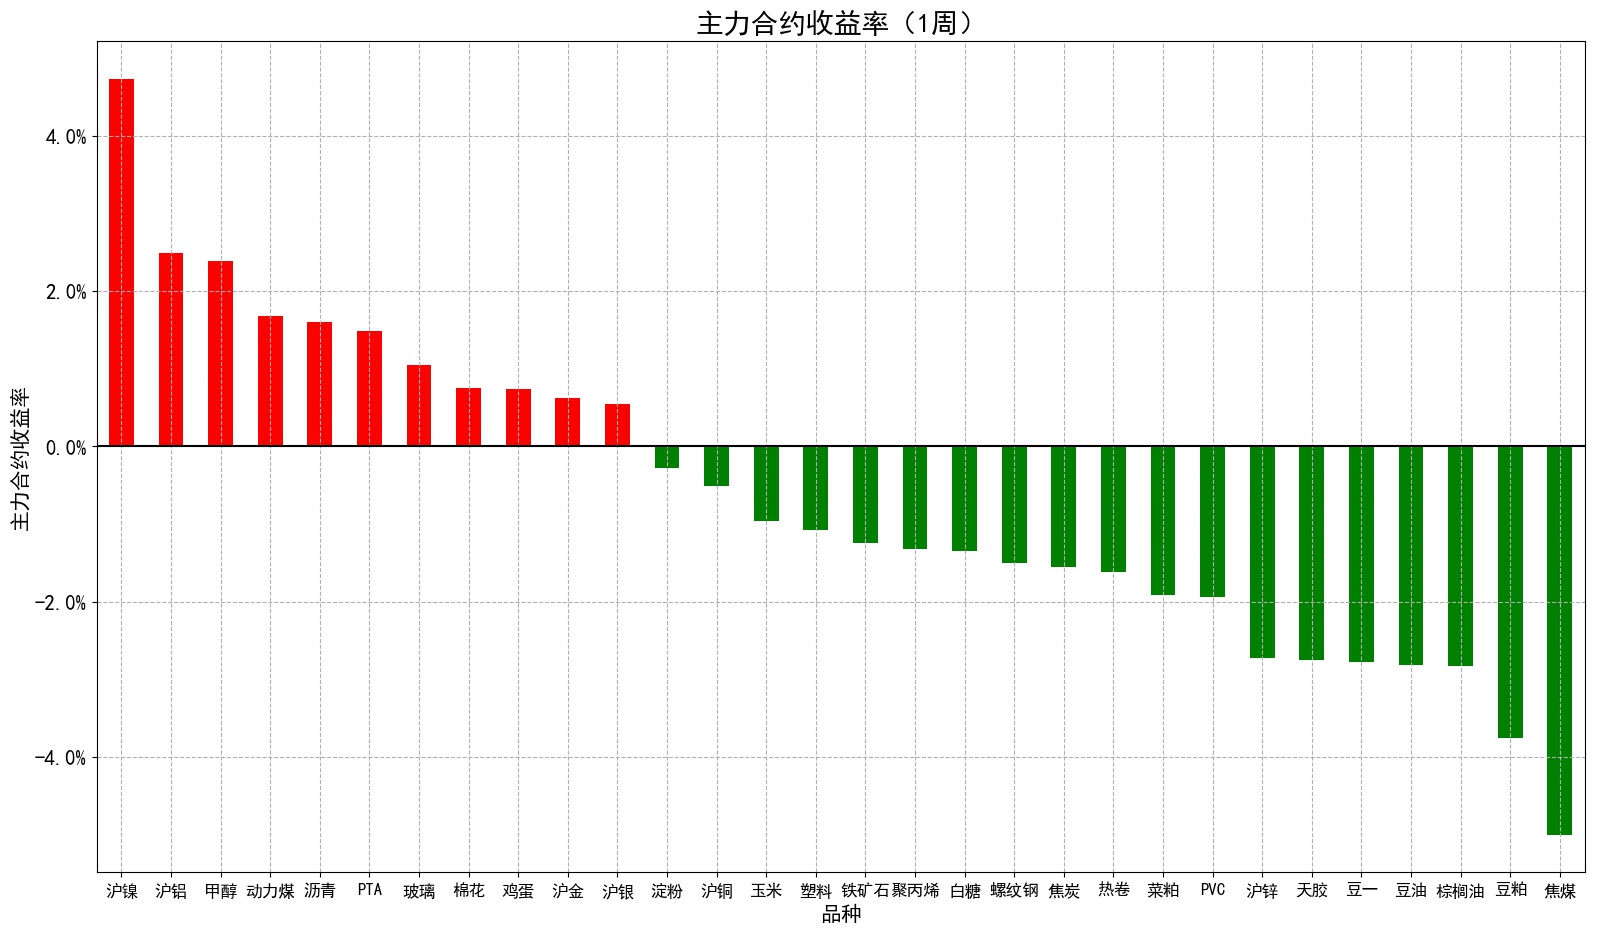 主力合约收益率（1周）
主力合约收益率
4.0%
2.0%
0.0%
−2.0%
−4.0%
沪镍 沪铝 甲醇 动力煤 沥青 PTA 玻璃 棉花 鸡蛋 沪金 沪银 淀粉 沪铜 玉米 塑料 铁矿石 聚丙烯 白糖 螺纹钢 焦炭 热卷 菜粕 PVC 沪锌 天胶 豆一 豆油 棕榈油 豆粕 焦煤
品种